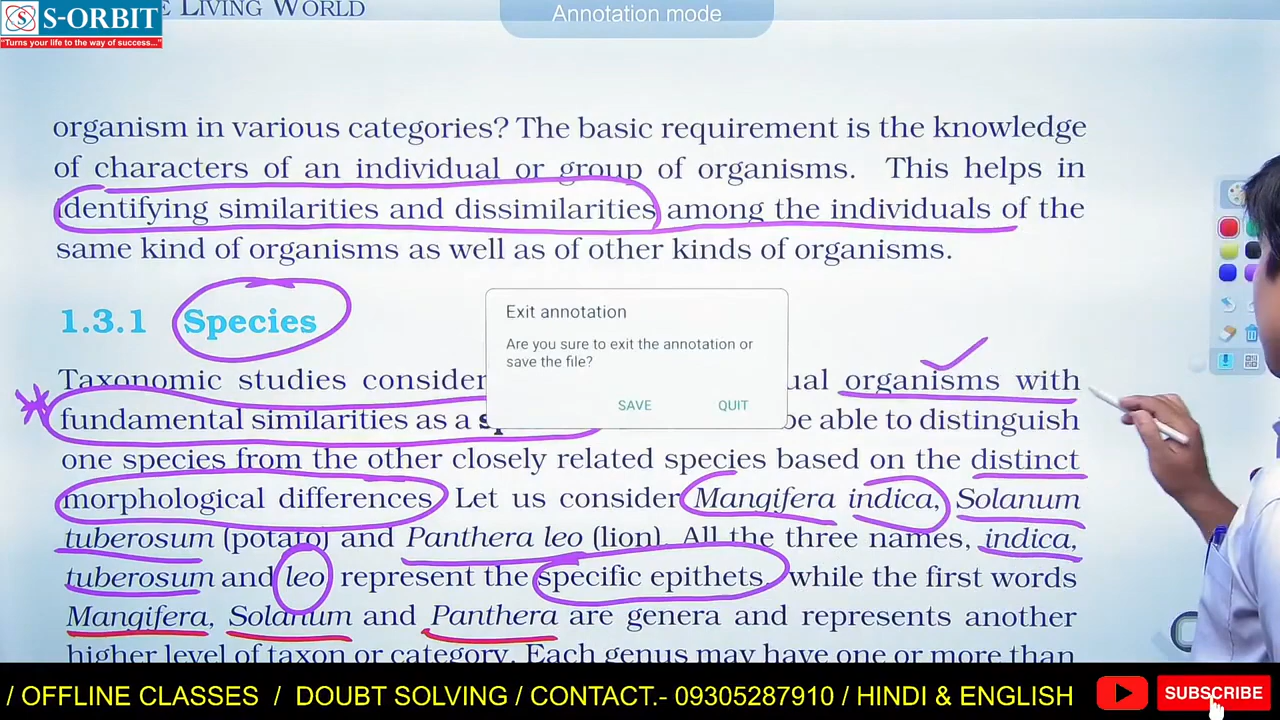 S-ORBIT
"Turns your life to the way of success..."
LIVING WORLD
Annotation mode
organism in various categories? The basic requirement is the knowledge
of characters of an individual or group of organisms. This helps in
identifying similarities and dissimilarities among the individuals of the
same kind of organisms as well as of other kinds of organisms.
1.3.1 Species
Taxonomic studies consider ual organisms with
fundamental similarities as a be able to distinguish
one species from the other closely related species based on the distinct
morphological differences. Let us consider Mangifera indica, Solanum
tuberosum (potato) and Panthera leo (lion). All the three names, indica,
tuberosum and leo represent the specific epithets, while the first words
Mangifera, Solanum and Panthera are genera and represents another
higher level of taxon or category. Each genus may have one or more than
Exit annotation
Are you sure to exit the annotation or
save the file?
SAVE QUIT
/ OFFLINE CLASSES / DOUBT SOLVING / CONTACT.- 09305287910 / HINDI & ENGLISH
SUBSCRIBE